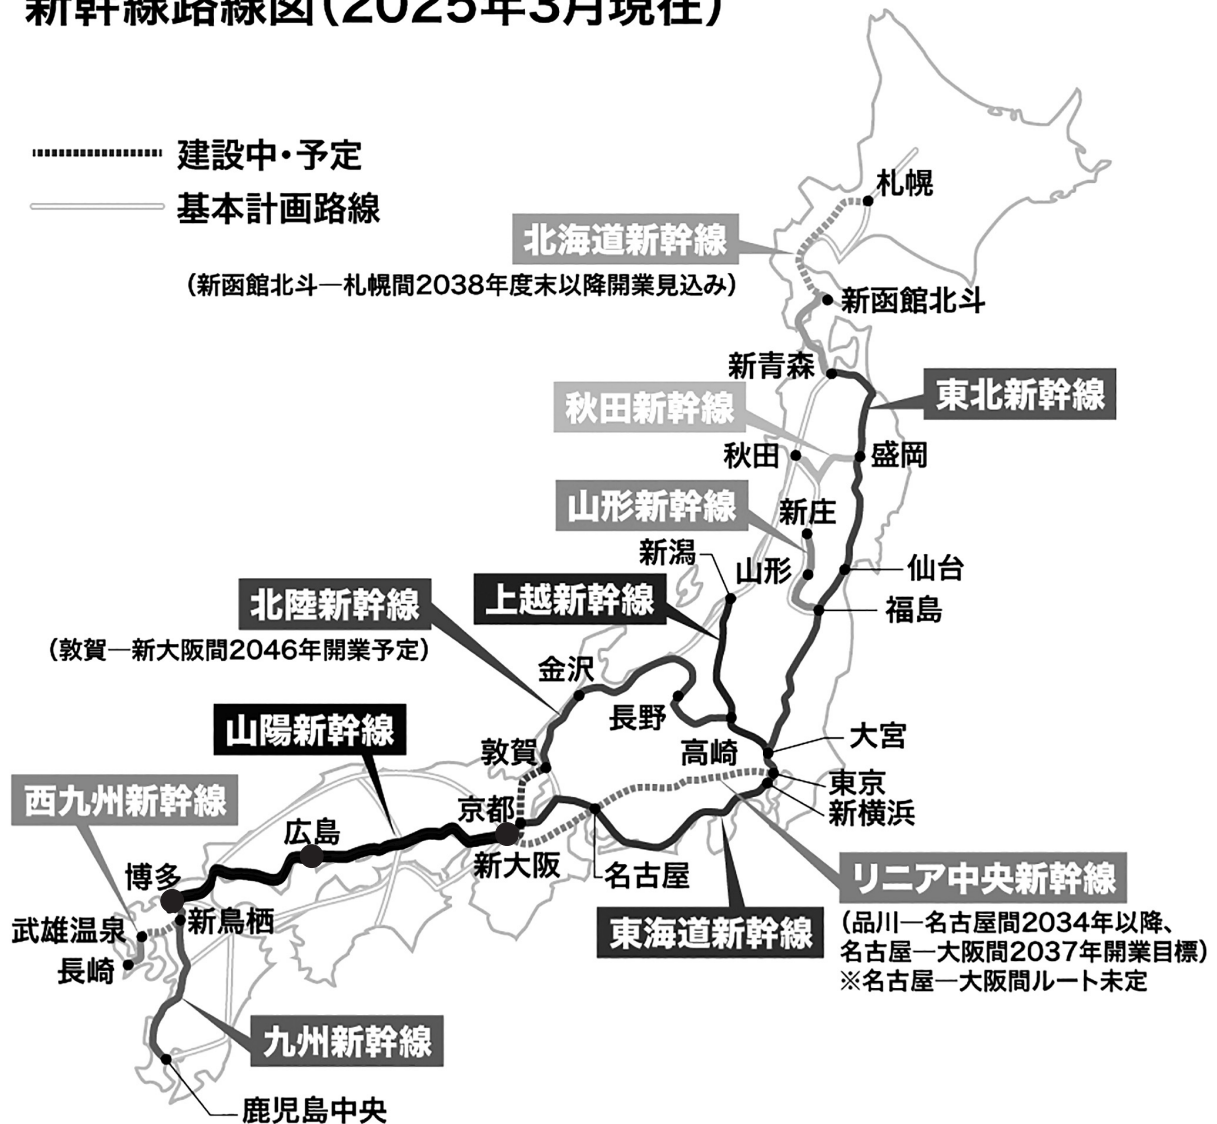 新幹線路線図（2025年3月現在）
建設中・予定
基本計画路線
札幌
北海道新幹線
（新函館北斗―札幌間2038年度末以降開業見込み）
新函館北斗
新青森
東北新幹線
秋田新幹線
秋田
盛岡
山形新幹線
新庄
新潟
山形
仙台
北陸新幹線
上越新幹線
福島
（敦賀―新大阪間2046年開業予定）
金沢
長野
山陽新幹線
大宮
敦賀
高崎
東京
西九州新幹線
京都
新横浜
広島
新大阪
名古屋
リニア中央新幹線
博多
（品川―名古屋間2034年以降、
名古屋―大阪間2037年開業目標）
※名古屋―大阪間ルート未定
武雄温泉
新鳥栖
東海道新幹線
長崎
九州新幹線
鹿児島中央